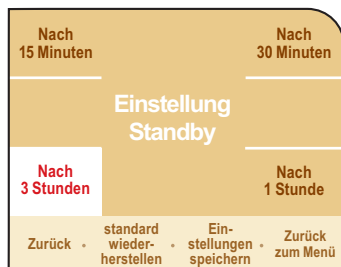 Nach
15 Minuten
Nach
30 Minuten
Einstellung
Standby
Nach
3 Stunden
Nach
1 Stunde
Zurück
standard
wieder-
herstellen
Ein-
stellungen
speichern
Zurück
zum Menü